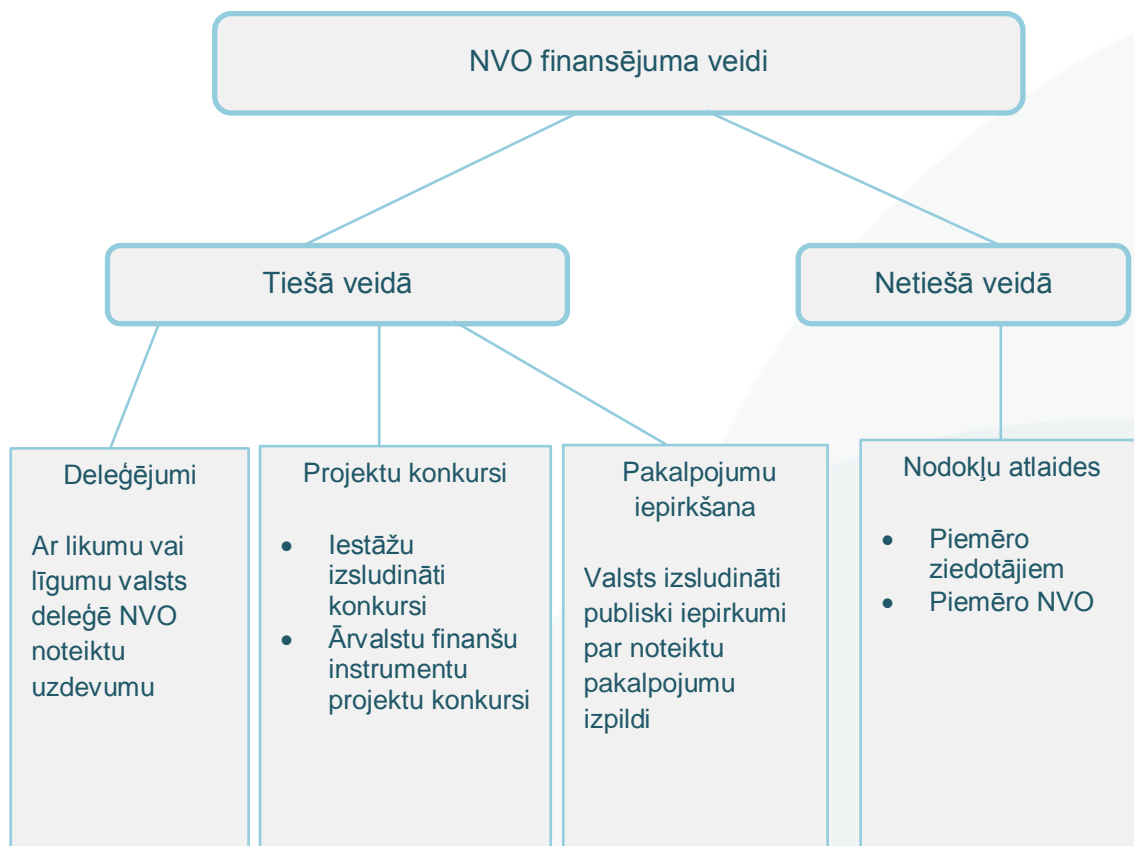 NVO finansējuma veidi
Tiešā veidā
Netiešā veidā
Deleģējumi
Ar likumu vai
līgumu valsts
deleģē NVO
noteiktu
uzdevumu
Projektu konkursi
• Iestāžu
izsludināti
konkursi
• Ārvalstu finanšu
instrumentu
projektu konkursi
Pakalpojumu
iepirkšana
Valsts izsludināti
publiski iepirkumi
par noteiktu
pakalpojumu
izpildi
Nodokļu atlaides
• Piemēro
ziedotājiem
• Piemēro NVO